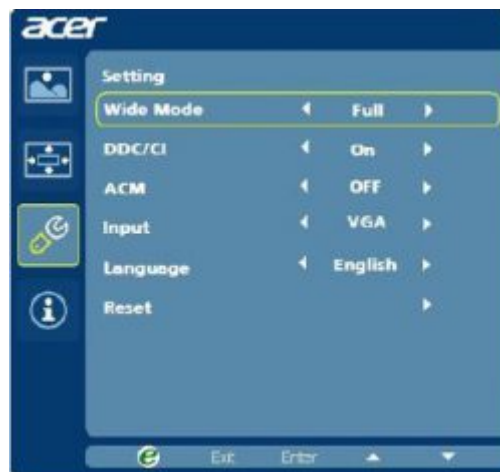 acer
Setting
Wide Mode Full
DDC/CI On
ACM OFF
Input VGA
Language English
Reset
e Exit Enter